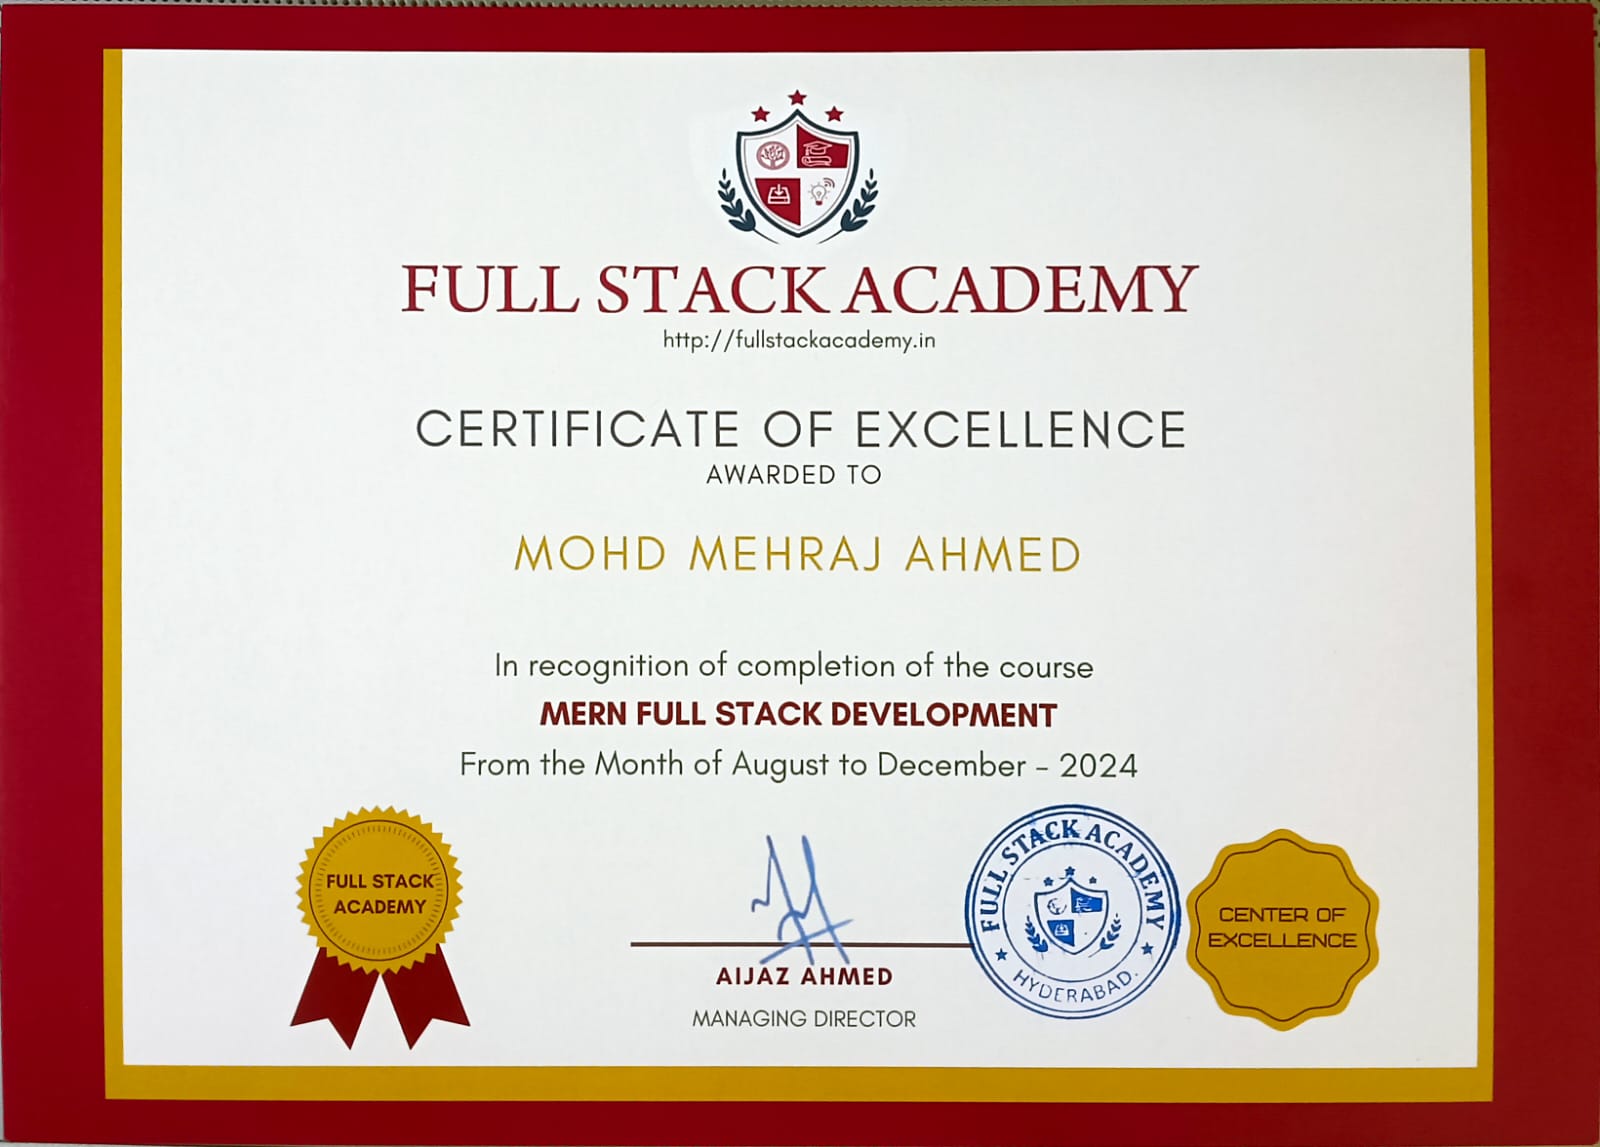 FULL STACK ACADEMY
http://fullstackacademy.in
CERTIFICATE OF EXCELLENCE
AWARDED TO
MOHD MEHRAJ AHMED
In recognition of completion of the course
MERN FULL STACK DEVELOPMENT
From the Month of August to December - 2024
FULL STACK
ACADEMY
AIJAZ AHMED
MANAGING DIRECTOR
FULL STACK ACADEMY
HYDERABAD.
CENTER OF
EXCELLENCE